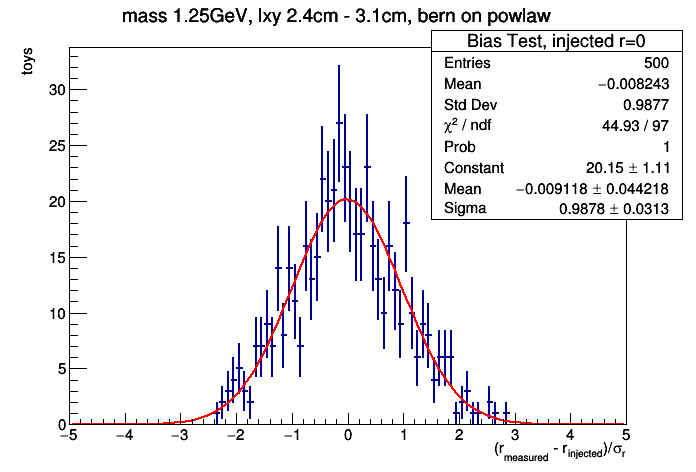 mass 1.25GeV, lxy 2.4cm - 3.1cm, bern on powlaw
toys
Bias Test, injected r=0
Entries 500
Mean −0.008243
Std Dev 0.9877
χ² / ndf 44.93 / 97
Prob 1
Constant 20.15 ± 1.11
Mean −0.009118 ± 0.044218
Sigma 0.9878 ± 0.0313
30
25
20
15
10
5
0
−5 −4 −3 −2 −1 0 1 2 3 4 5
(r_measured - r_injected)/σ_r